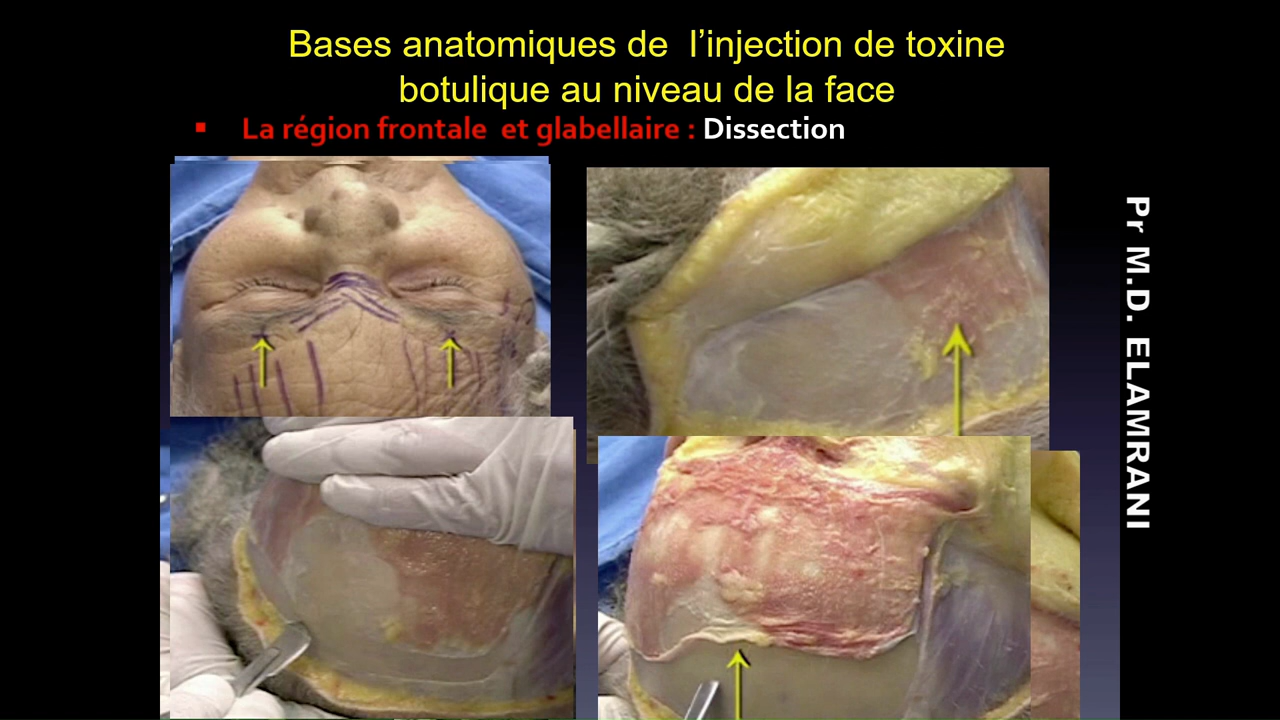 Bases anatomiques de  l’injection de toxine
botulique au niveau de la face
▪ La région frontale  et glabellaire : Dissection
Pr M.D. ELAMRANI